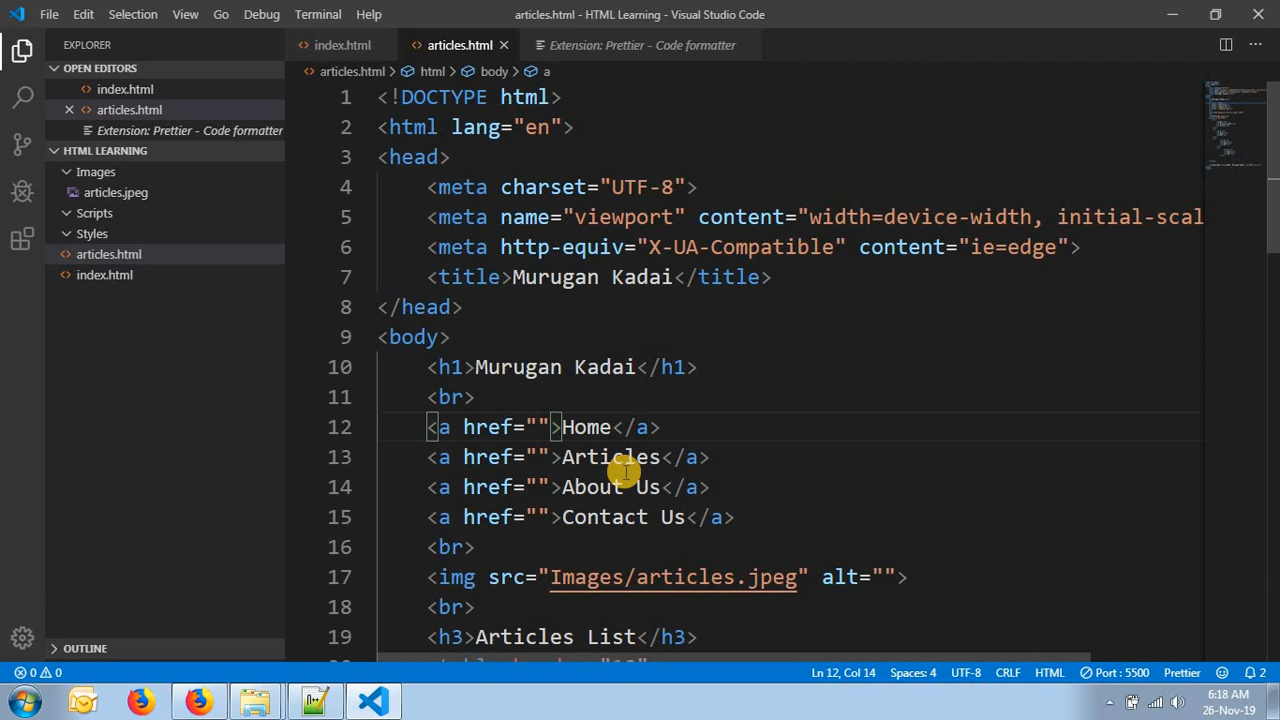 File Edit Selection View Go Debug Terminal Help articles.html - HTML Learning - Visual Studio Code
EXPLORER
OPEN EDITORS
index.html
articles.html
Extension: Prettier - Code formatter
HTML LEARNING
Images
articles.jpeg
Scripts
Styles
articles.html
index.html
OUTLINE
index.html articles.html Extension: Prettier - Code formatter
articles.html > html > body > a
1 <!DOCTYPE html>
2 <html lang="en">
3 <head>
4 <meta charset="UTF-8">
5 <meta name="viewport" content="width=device-width, initial-scal
6 <meta http-equiv="X-UA-Compatible" content="ie=edge">
7 <title>Murugan Kadai</title>
8 </head>
9 <body>
10 <h1>Murugan Kadai</h1>
11 <br>
12 <a href="">Home</a>
13 <a href="">Articles</a>
14 <a href="">About Us</a>
15 <a href="">Contact Us</a>
16 <br>
17 <img src="Images/articles.jpeg" alt="">
18 <br>
19 <h3>Articles List</h3>
0 0 Ln 12, Col 14 Spaces: 4 UTF-8 CRLF HTML Port : 5500 Prettier 2
6:18 AM
26-Nov-19